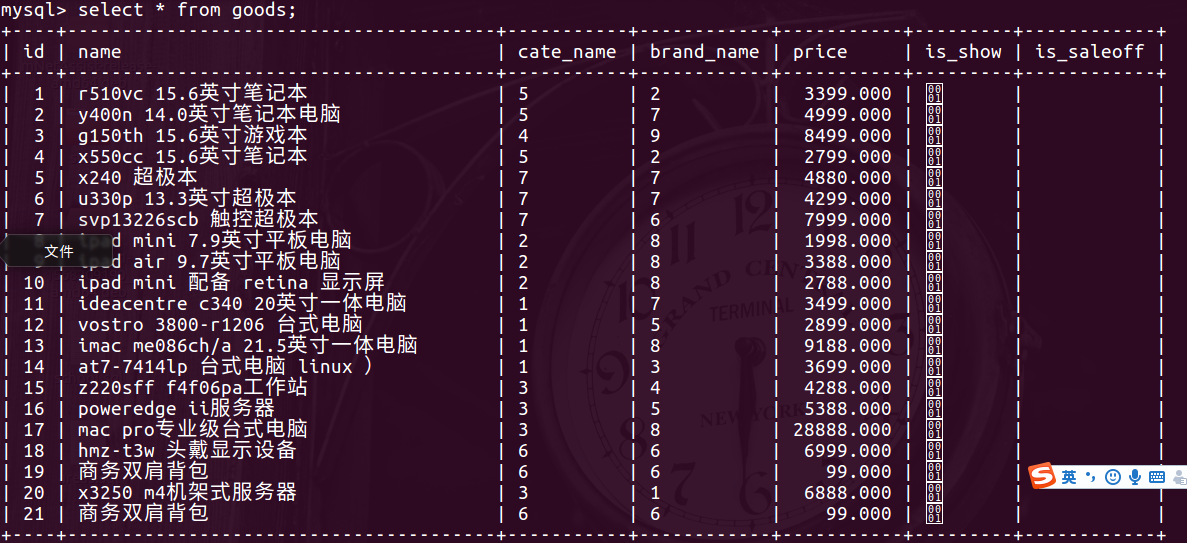 mysql> select * from goods;
+----+---------------------------------------+-----------+------------+-----------+---------+------------+
| id | name | cate_name | brand_name | price | is_show | is_saleoff |
+----+---------------------------------------+-----------+------------+-----------+---------+------------+
| 1 | r510vc 15.6英寸笔记本 | 5 | 2 | 3399.000 | 0001 | |
| 2 | y400n 14.0英寸笔记本电脑 | 5 | 7 | 4999.000 | 0001 | |
| 3 | g150th 15.6英寸游戏本 | 4 | 9 | 8499.000 | 0001 | |
| 4 | x550cc 15.6英寸笔记本 | 5 | 2 | 2799.000 | 0001 | |
| 5 | x240 超极本 | 7 | 7 | 4880.000 | 0001 | |
| 6 | u330p 13.3英寸超极本 | 7 | 7 | 4299.000 | 0001 | |
| 7 | svp13226scb 触控超极本 | 7 | 6 | 7999.000 | 0001 | |
| 8 | ipad mini 7.9英寸平板电脑 | 2 | 8 | 1998.000 | 0001 | |
文件
| 9 | ipad air 9.7英寸平板电脑 | 2 | 8 | 3388.000 | 0001 | |
| 10 | ipad mini 配备 retina 显示屏 | 2 | 8 | 2788.000 | 0001 | |
| 11 | ideacentre c340 20英寸一体电脑 | 1 | 7 | 3499.000 | 0001 | |
| 12 | vostro 3800-r1206 台式电脑 | 1 | 5 | 2899.000 | 0001 | |
| 13 | imac me086ch/a 21.5英寸一体电脑 | 1 | 8 | 9188.000 | 0001 | |
| 14 | at7-7414lp 台式电脑 linux ） | 1 | 3 | 3699.000 | 0001 | |
| 15 | z220sff f4f06pa工作站 | 3 | 4 | 4288.000 | 0001 | |
| 16 | poweredge ii服务器 | 3 | 5 | 5388.000 | 0001 | |
| 17 | mac pro专业级台式电脑 | 3 | 8 | 28888.000 | 0001 | |
| 18 | hmz-t3w 头戴显示设备 | 6 | 6 | 6999.000 | 0001 | |
| 19 | 商务双肩背包 | 6 | 6 | 99.000 | 0001 | |
英
| 20 | x3250 m4机架式服务器 | 3 | 1 | 6888.000 | 0001 | |
| 21 | 商务双肩背包 | 6 | 6 | 99.000 | 0001 | |
+----+---------------------------------------+-----------+------------+-----------+---------+------------+